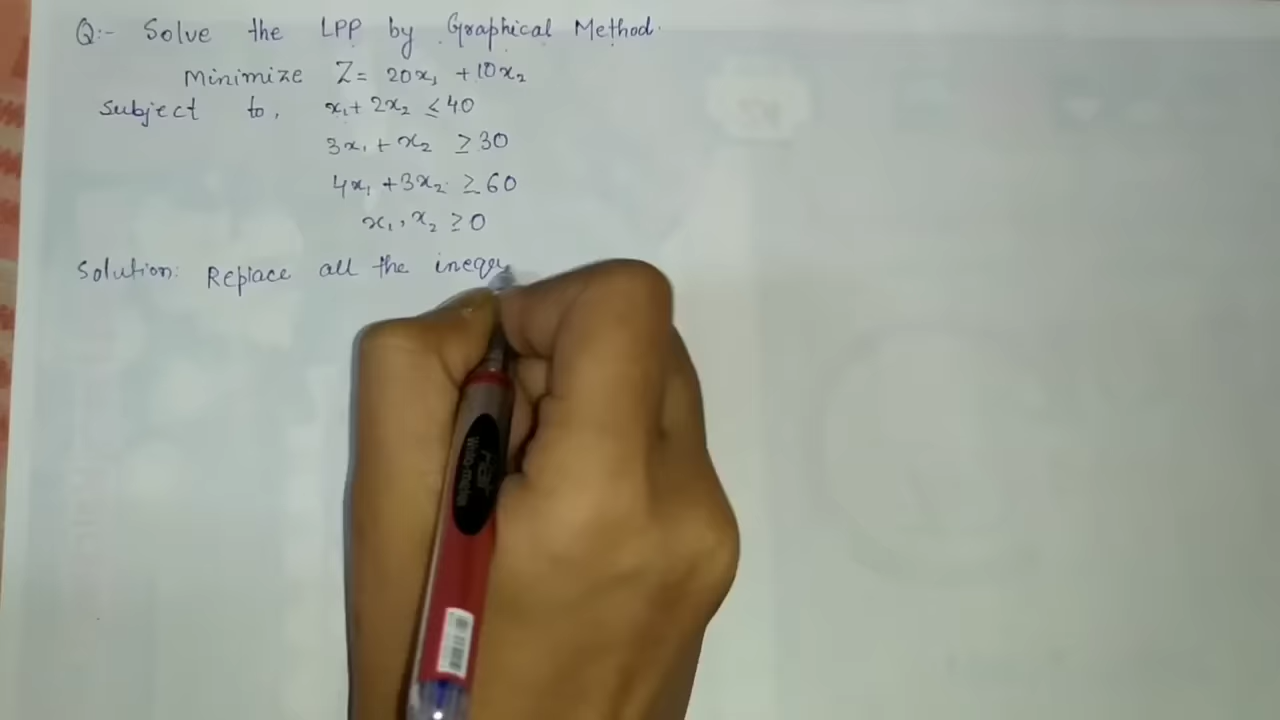 Q:- Solve the LPP by Graphical Method.
Minimize Z = 20x₁ + 10x₂
Subject to, x₁ + 2x₂ ≤ 40
3x₁ + x₂ ≥ 30
4x₁ + 3x₂ ≥ 60
x₁, x₂ ≥ 0
Solution: Replace all the inequ